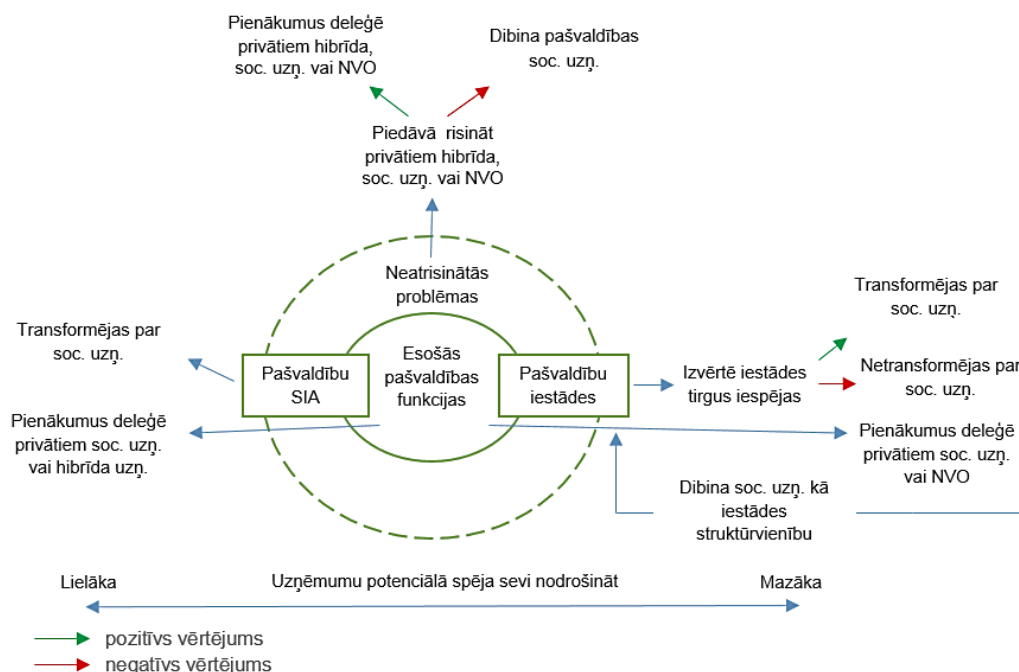 Pienākumus deleģē
privātiem hibrīda,
soc. uzņ. vai NVO
Dibina pašvaldības
soc. uzņ.
Piedāvā risināt
privātiem hibrīda,
soc. uzņ. vai NVO
Neatrisinātās
problēmas
Transformējas par
soc. uzņ.
Pašvaldību
SIA
Esošās
pašvaldības
funkcijas
Pašvaldību
iestādes
Izvērtē iestādes
tirgus iespējas
Transformējas par
soc. uzņ.
Netransformējas par
soc. uzņ.
Pienākumus deleģē
privātiem soc. uzņ.
vai hibrīda uzņ.
Pienākumus deleģē
privātiem soc. uzņ.
vai NVO
Dibina soc. uzņ. kā
iestādes
struktūrvienību
Lielāka
Uzņēmumu potenciālā spēja sevi nodrošināt
Mazāka
pozitīvs vērtējums
negatīvs vērtējums